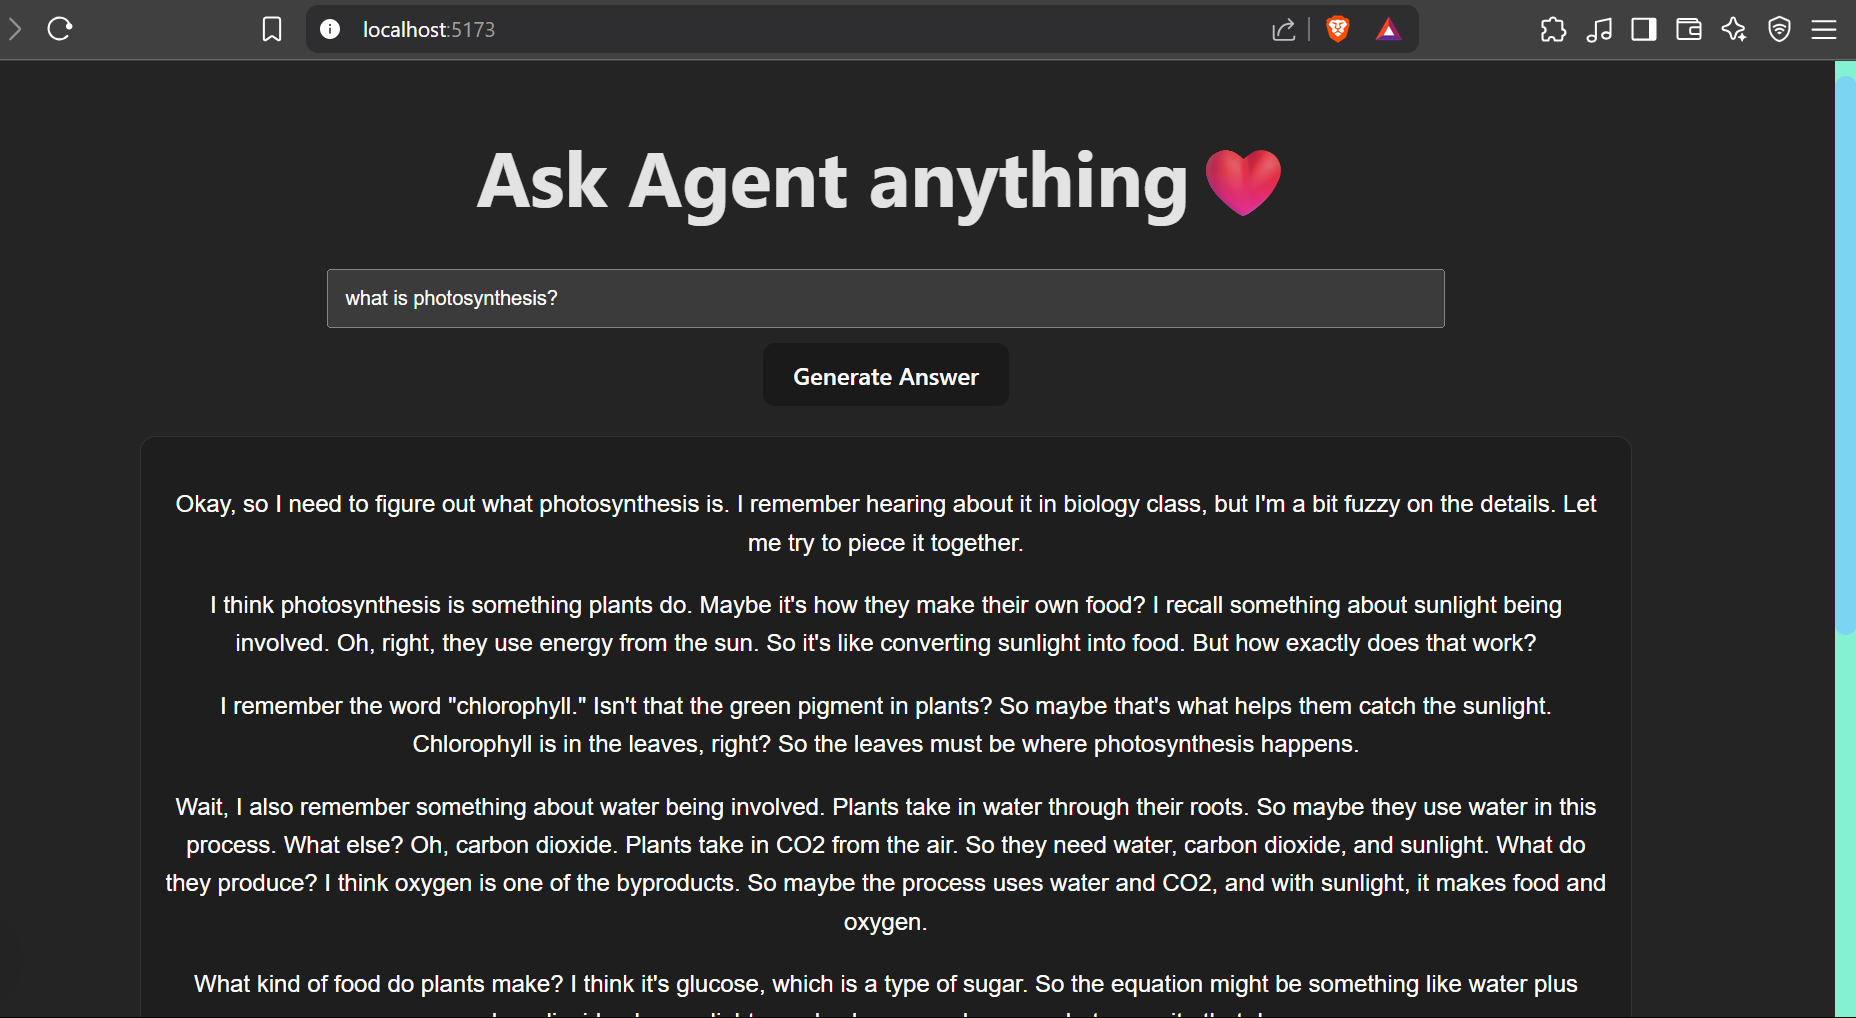 localhost:5173
Ask Agent anything
what is photosynthesis?
Generate Answer
Okay, so I need to figure out what photosynthesis is. I remember hearing about it in biology class, but I'm a bit fuzzy on the details. Let
me try to piece it together.
I think photosynthesis is something plants do. Maybe it's how they make their own food? I recall something about sunlight being
involved. Oh, right, they use energy from the sun. So it's like converting sunlight into food. But how exactly does that work?
I remember the word "chlorophyll." Isn't that the green pigment in plants? So maybe that's what helps them catch the sunlight.
Chlorophyll is in the leaves, right? So the leaves must be where photosynthesis happens.
Wait, I also remember something about water being involved. Plants take in water through their roots. So maybe they use water in this
process. What else? Oh, carbon dioxide. Plants take in CO2 from the air. So they need water, carbon dioxide, and sunlight. What do
they produce? I think oxygen is one of the byproducts. So maybe the process uses water and CO2, and with sunlight, it makes food and
oxygen.
What kind of food do plants make? I think it's glucose, which is a type of sugar. So the equation might be something like water plus